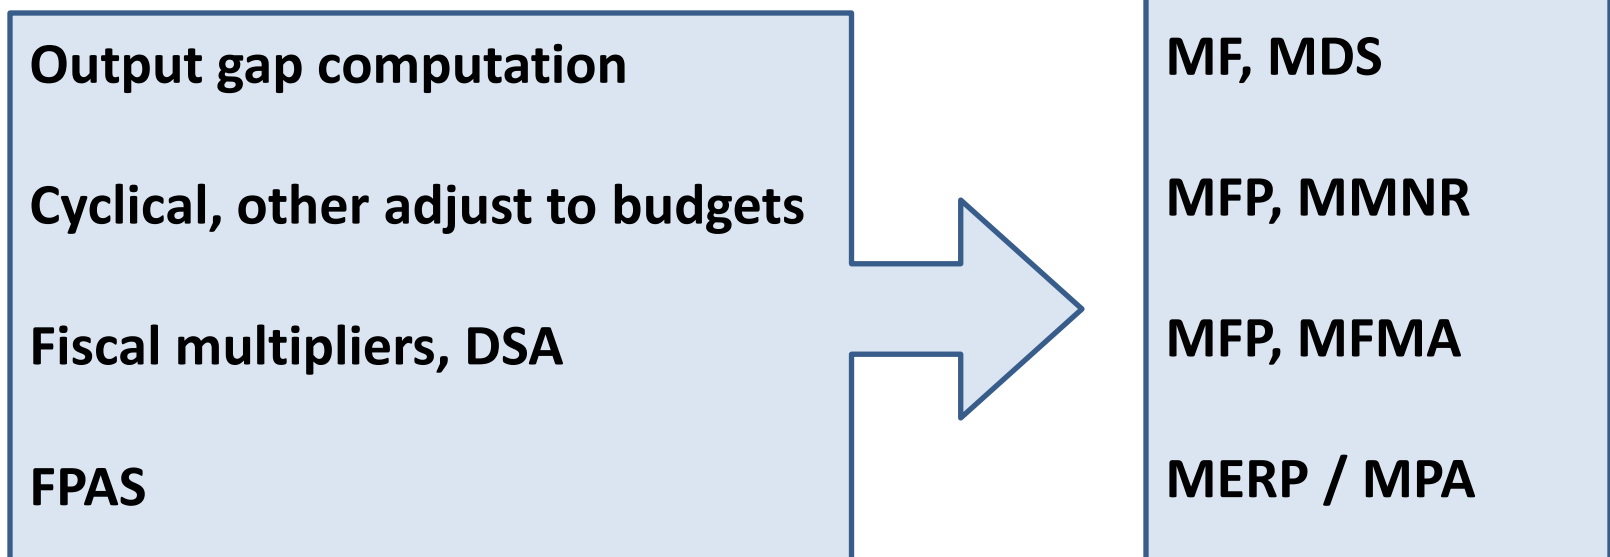 Output gap computation
Cyclical, other adjust to budgets
Fiscal multipliers, DSA
FPAS
MF, MDS
MFP, MMNR
MFP, MFMA
MERP / MPA